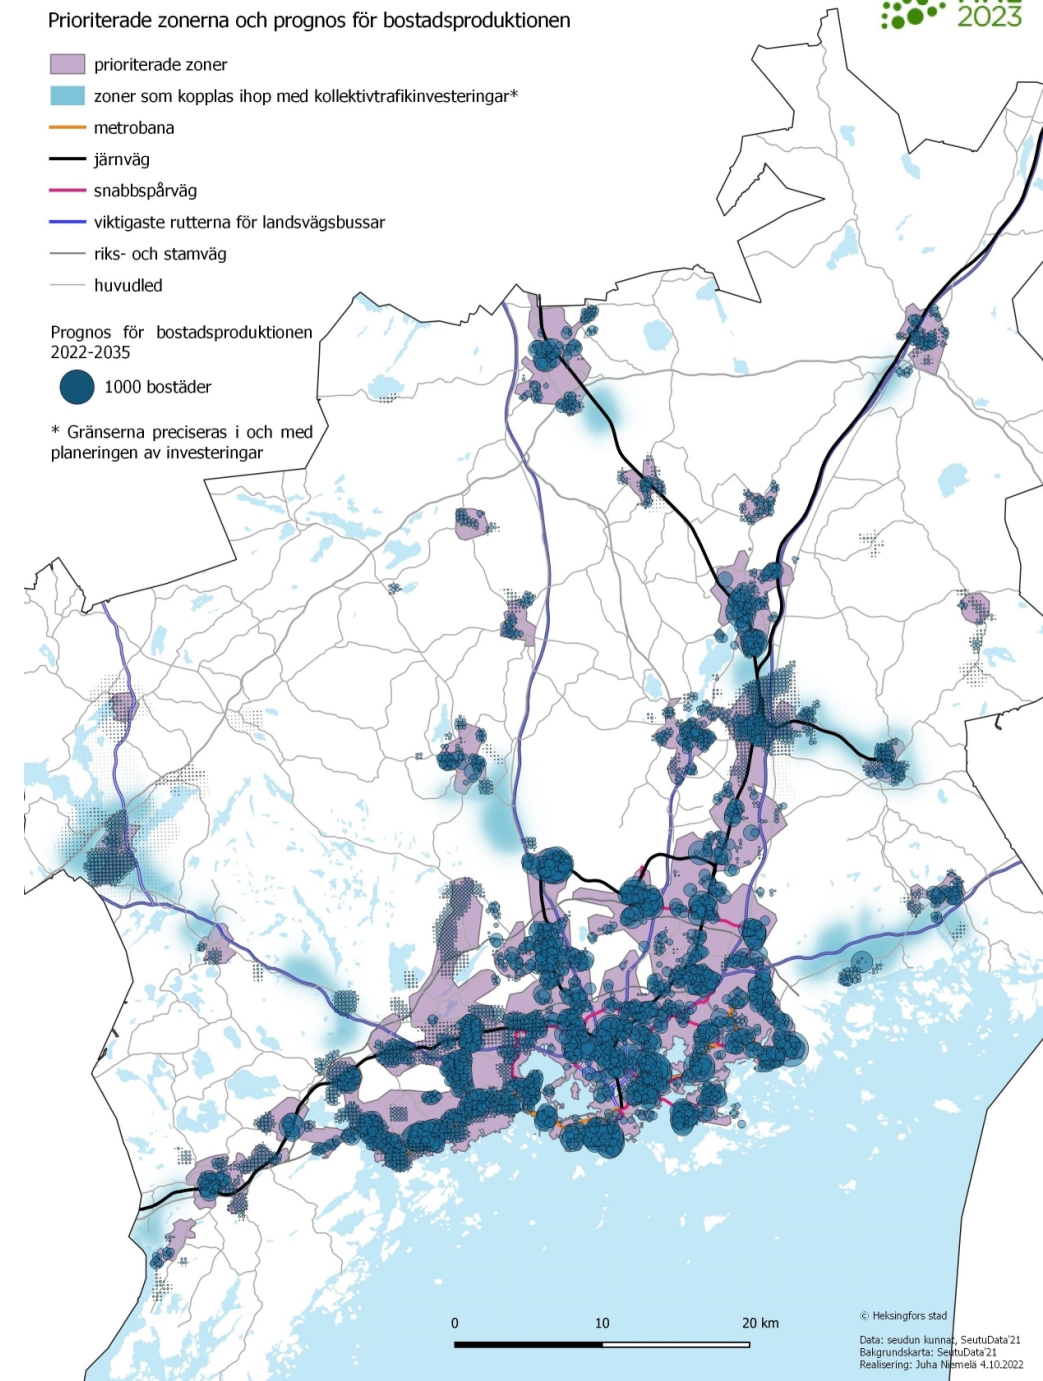 Prioriterade zonerna och prognos för bostadsproduktionen
2023
prioriterade zoner
zoner som kopplas ihop med kollektivtrafikinvesteringar*
metrobana
järnväg
snabbspårväg
viktigaste rutterna för landsvägsbussar
riks- och stamväg
huvudled
Prognos för bostadsproduktionen
2022-2035
1000 bostäder
* Gränserna preciseras i och med
planeringen av investeringar
0 10 20 km
© Heksingfors stad
Data: seudun kunnat, SeutuData'21
Bakgrundskarta: SeutuData'21
Realisering: Juha Niemelä 4.10.2022